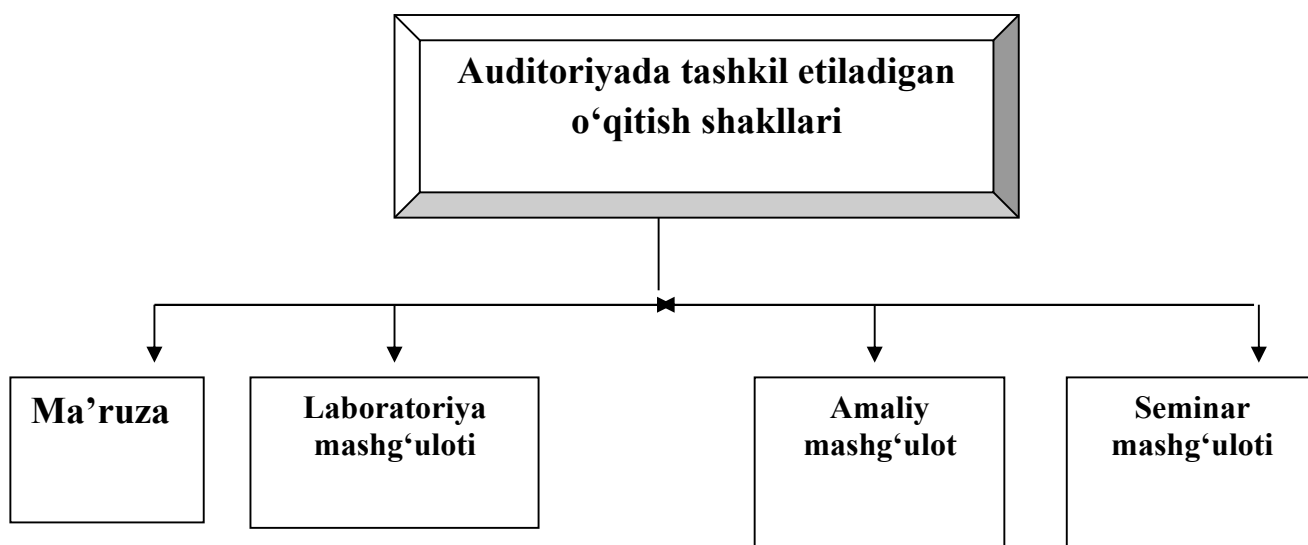 Auditoriyada tashkil etiladigan
o‘qitish shakllari
Ma’ruza
Laboratoriya
mashg‘uloti
Amaliy
mashg‘ulot
Seminar
mashg‘uloti